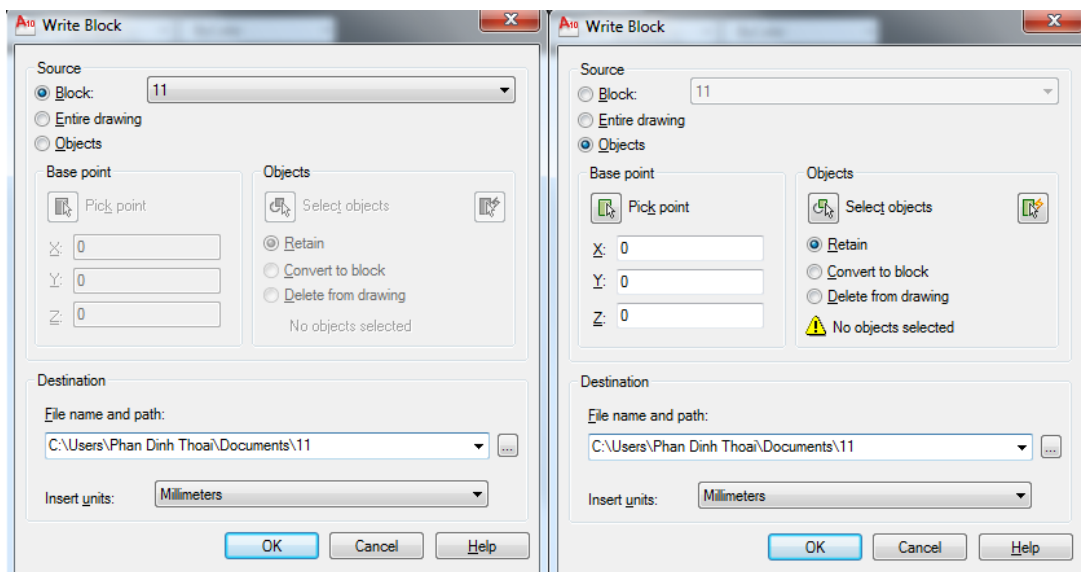 A10 Write Block
Source
Block: 11
Entire drawing
Objects
Base point
Pick point
X: 0
Y: 0
Z: 0
Objects
Select objects
Retain
Convert to block
Delete from drawing
No objects selected
Destination
File name and path:
C:\Users\Phan Dinh Thoai\Documents\11
...
Insert units: Millimeters
OK Cancel Help
A10 Write Block
Source
Block: 11
Entire drawing
Objects
Base point
Pick point
X: 0
Y: 0
Z: 0
Objects
Select objects
Retain
Convert to block
Delete from drawing
No objects selected
Destination
File name and path:
C:\Users\Phan Dinh Thoai\Documents\11
...
Insert units: Millimeters
OK Cancel Help